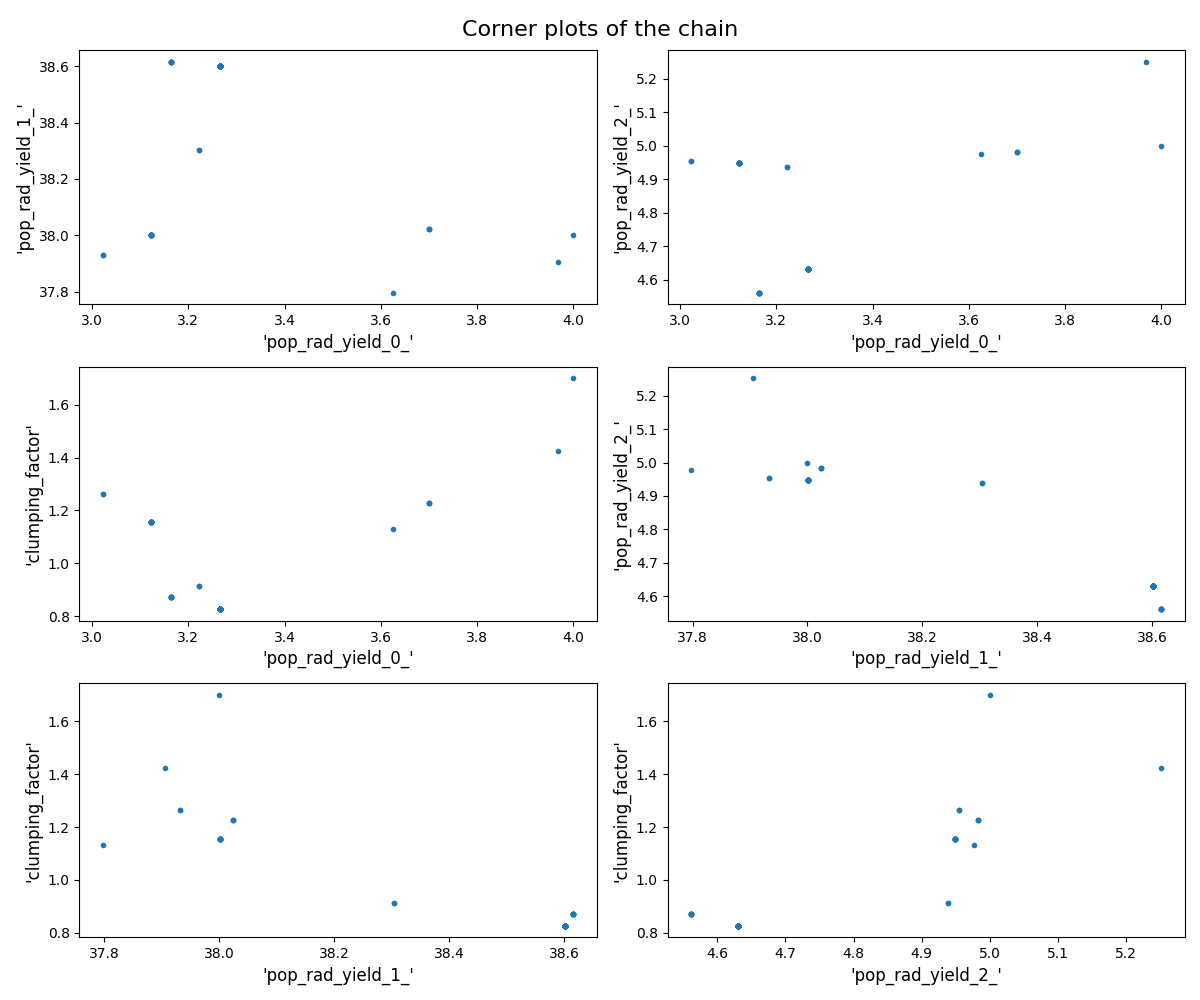 Corner plots of the chain
'pop_rad_yield_1_'
38.6
38.4
38.2
38.0
37.8
3.0 3.2 3.4 3.6 3.8 4.0
'pop_rad_yield_0_'
'pop_rad_yield_2_'
5.2
5.1
5.0
4.9
4.8
4.7
4.6
3.0 3.2 3.4 3.6 3.8 4.0
'pop_rad_yield_0_'
'clumping_factor'
1.6
1.4
1.2
1.0
0.8
3.0 3.2 3.4 3.6 3.8 4.0
'pop_rad_yield_0_'
'pop_rad_yield_2_'
5.2
5.1
5.0
4.9
4.8
4.7
4.6
37.8 38.0 38.2 38.4 38.6
'pop_rad_yield_1_'
'clumping_factor'
1.6
1.4
1.2
1.0
0.8
37.8 38.0 38.2 38.4 38.6
'pop_rad_yield_1_'
'clumping_factor'
1.6
1.4
1.2
1.0
0.8
4.6 4.7 4.8 4.9 5.0 5.1 5.2
'pop_rad_yield_2_'